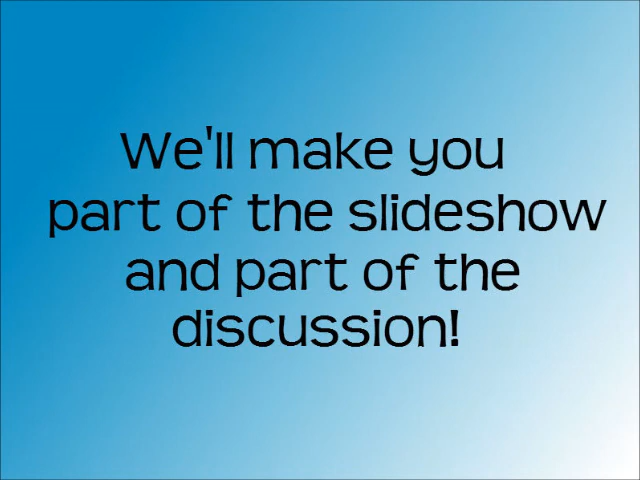 We'll make you
part of the slideshow
and part of the
discussion!